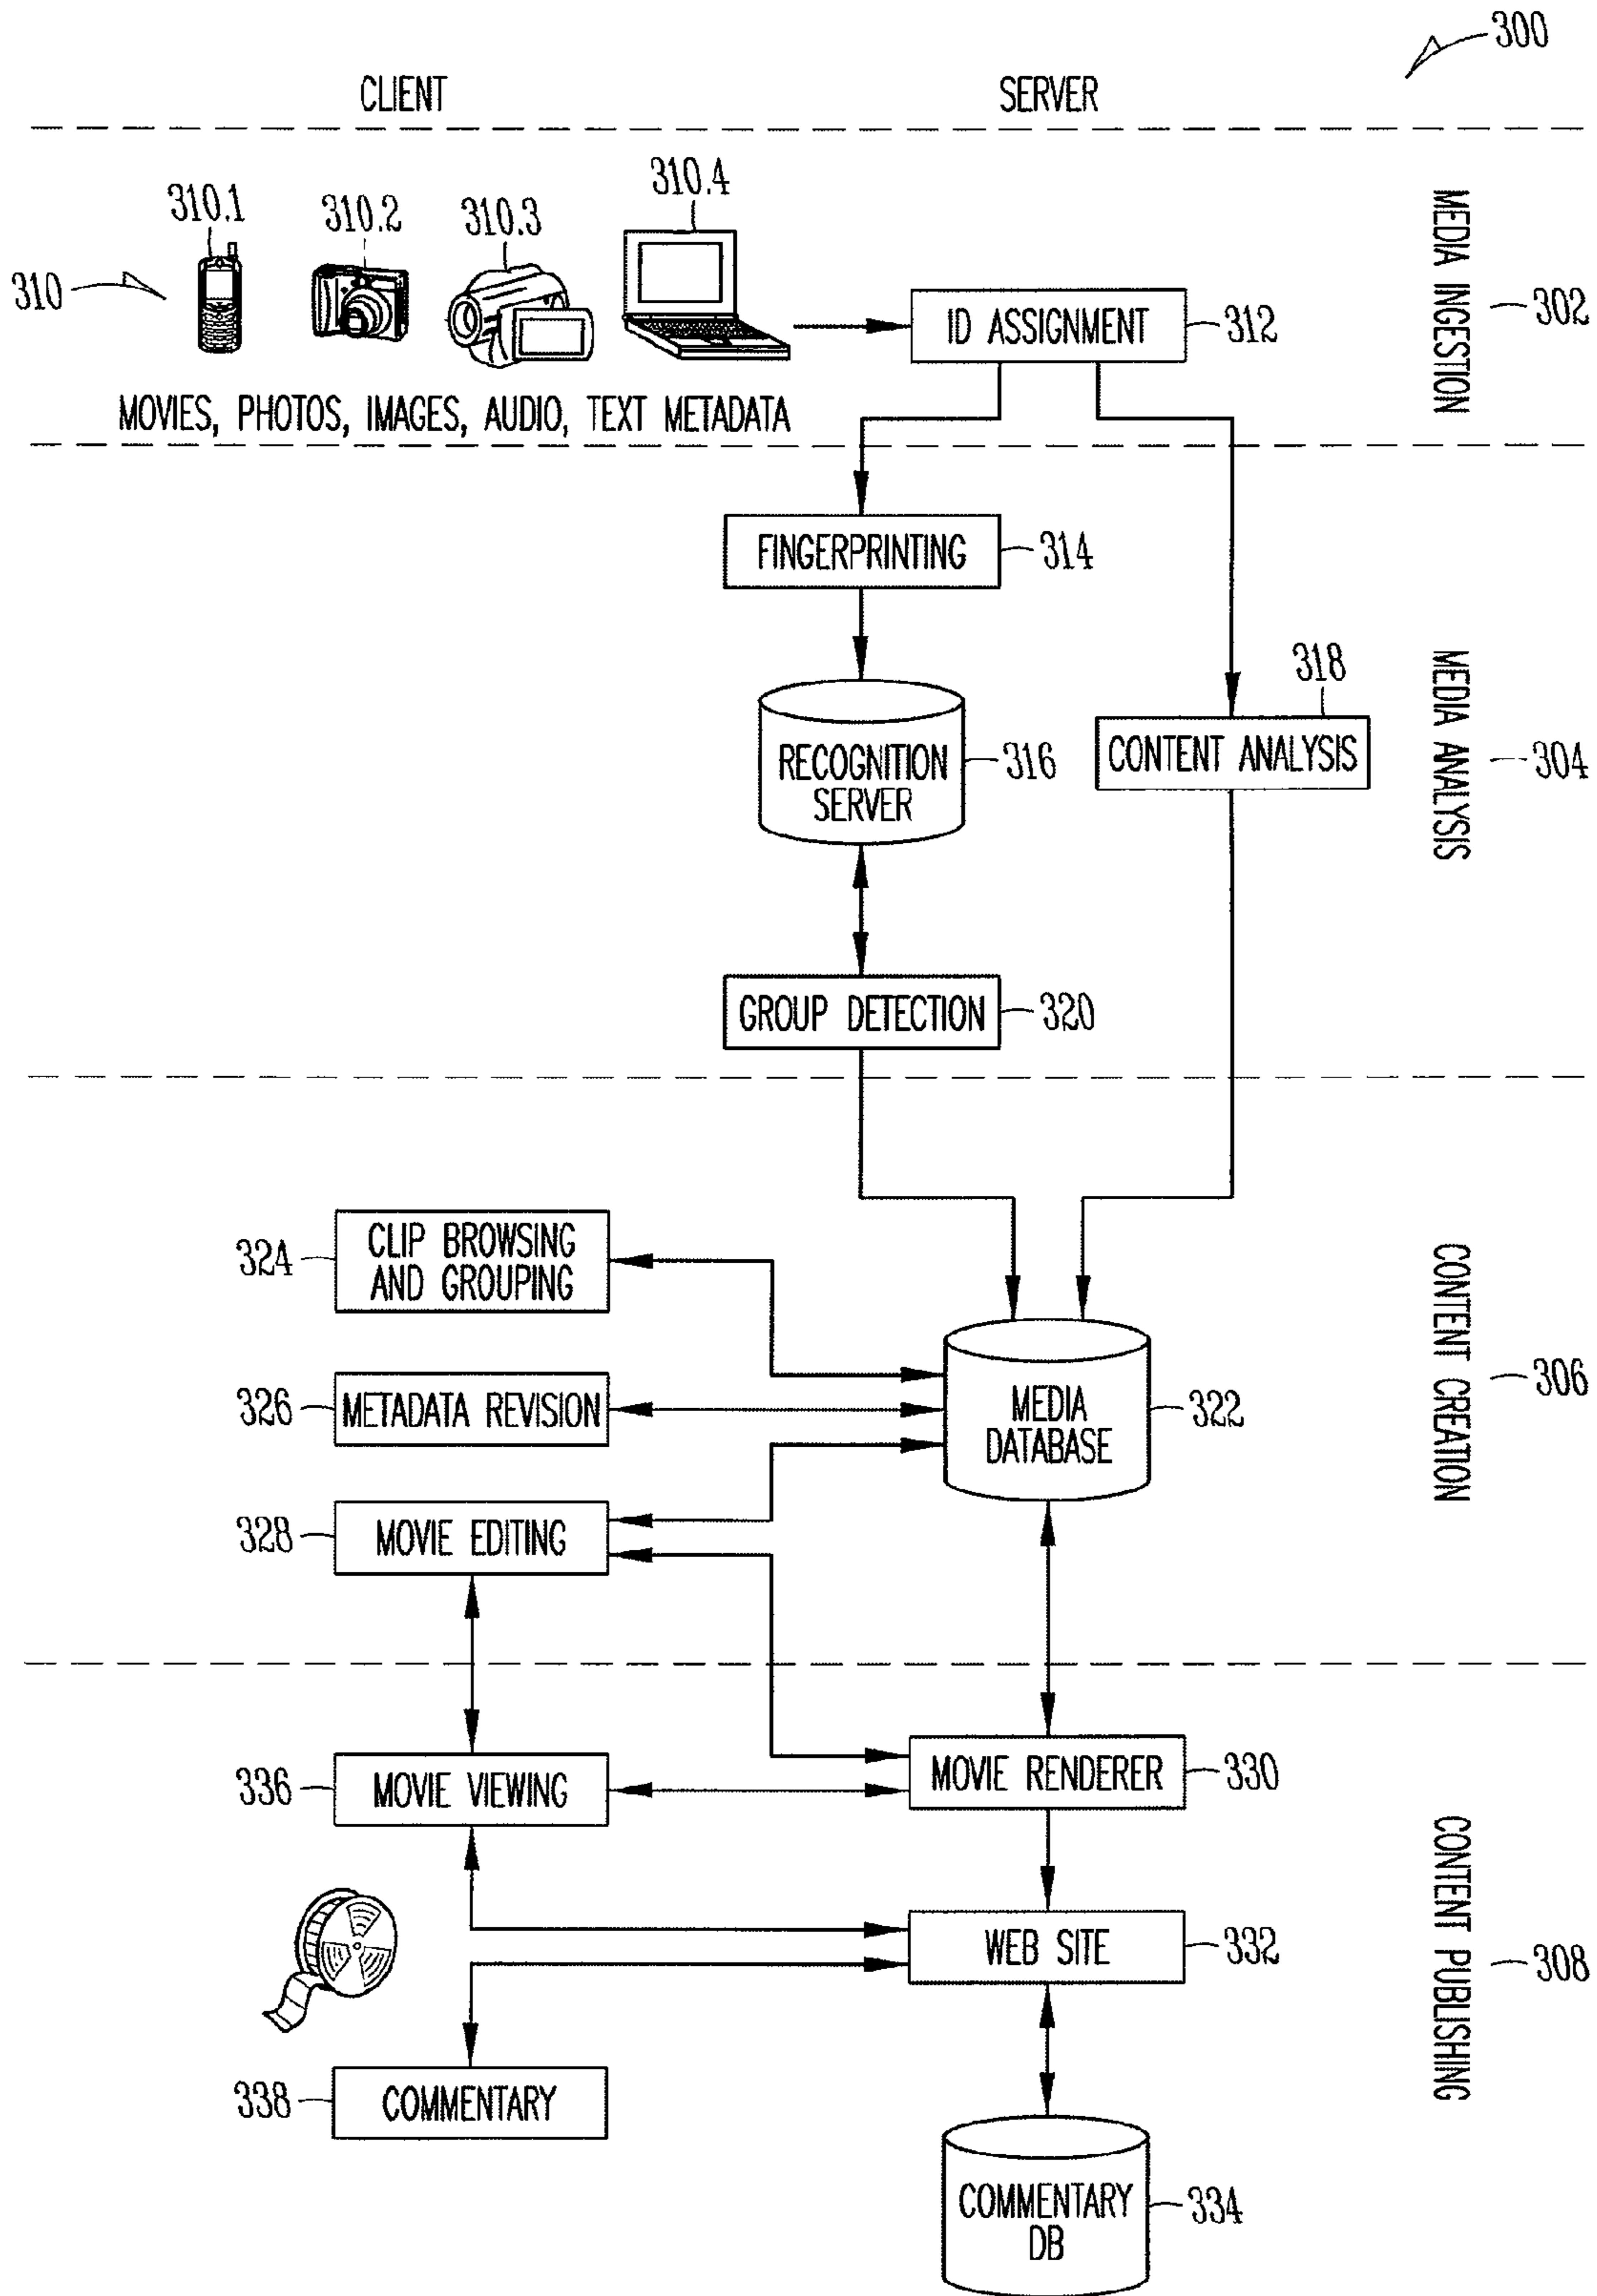 300
CLIENT
SERVER
310
310.1
310.2
310.3
310.4
MOVIES, PHOTOS, IMAGES, AUDIO, TEXT METADATA
ID ASSIGNMENT
312
MEDIA INGESTION
302
FINGERPRINTING
314
RECOGNITION
SERVER
316
318
CONTENT ANALYSIS
MEDIA ANALYSIS
304
GROUP DETECTION
320
324
CLIP BROWSING
AND GROUPING
326
METADATA REVISION
328
MOVIE EDITING
MEDIA
DATABASE
322
CONTENT CREATION
306
336
MOVIE VIEWING
MOVIE RENDERER
330
WEB SITE
332
CONTENT PUBLISHING
308
338
COMMENTARY
COMMENTARY
DB
334